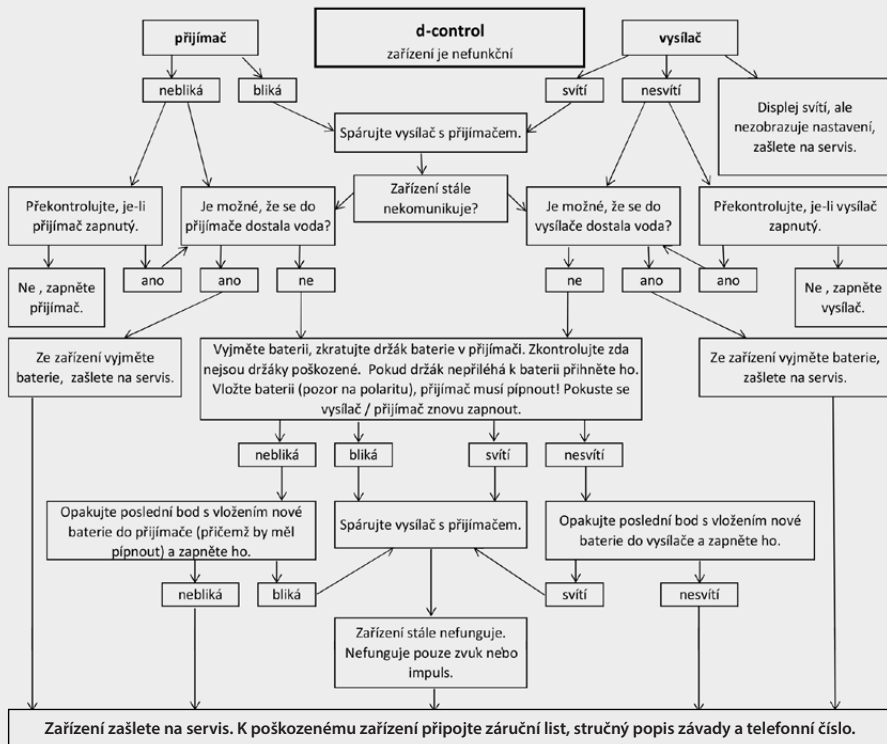 d-control
zařízení je nefunkční
přijímač
vysílač
nebliká
bliká
svítí
nesvítí
Displej svítí, ale
nezobrazuje nastavení,
zašlete na servis.
Spárujte vysílač s přijímačem.
Zařízení stále
nekomunikuje?
Překontrolujte, je-li
přijímač zapnutý.
Je možné, že se do
přijímače dostala voda?
Je možné, že se do
vysílače dostala voda?
Překontrolujte, je-li vysílač
zapnutý.
Ne , zapněte
přijímač.
ano
ano
ne
ne
ano
ano
Ne , zapněte
vysílač.
Ze zařízení vyjměte
baterie, zašlete na servis.
Vyjměte baterii, zkratujte držák baterie v přijímači. Zkontrolujte zda
nejsou držáky poškozené. Pokud držák nepřiléhá k baterii přihněte ho.
Vložte baterii (pozor na polaritu), přijímač musí pípnout! Pokuste se
vysílač / přijímač znovu zapnout.
Ze zařízení vyjměte baterie,
zašlete na servis.
nebliká
bliká
svítí
nesvítí
Opakujte poslední bod s vložením nové
baterie do přijímače (přičemž by měl
pípnout) a zapněte ho.
Spárujte vysílač s přijímačem.
Opakujte poslední bod s vložením nové
baterie do vysílače a zapněte ho.
nebliká
bliká
svítí
nesvítí
Zařízení stále nefunguje.
Nefunguje pouze zvuk nebo
impuls.
Zařízení zašlete na servis. K poškozenému zařízení připojte záruční list, stručný popis závady a telefonní číslo.